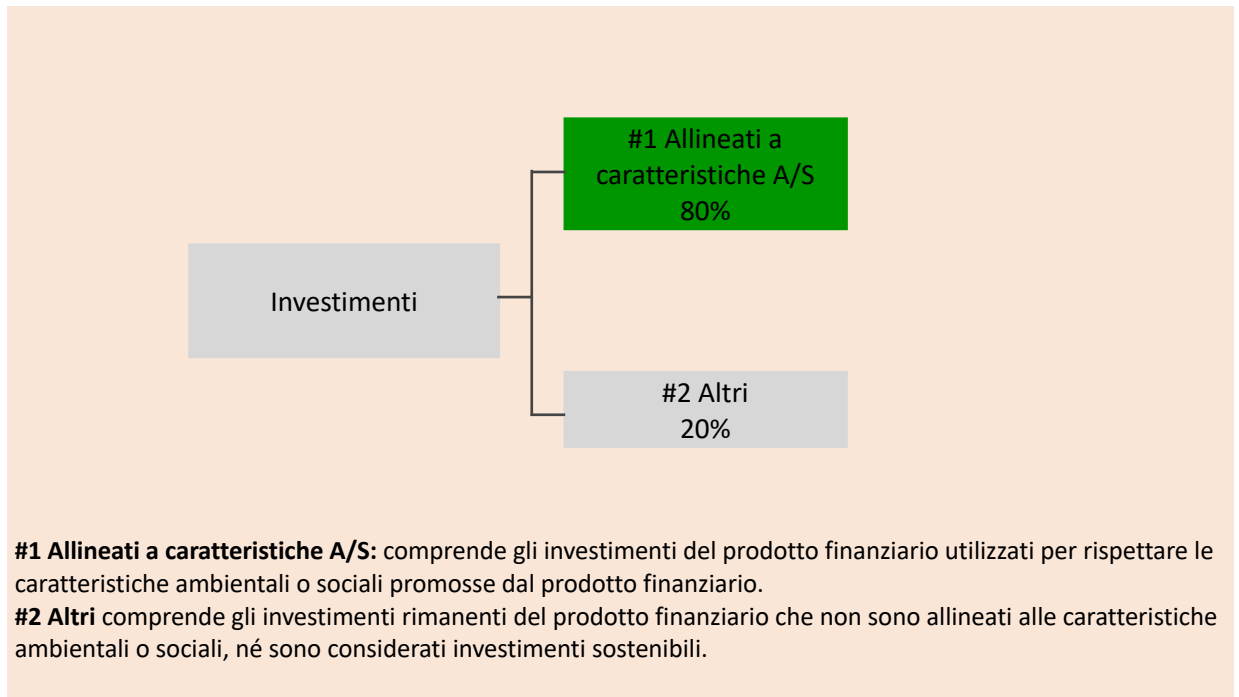 #1 Allineati a
caratteristiche A/S
80%
Investimenti
#2 Altri
20%
#1 Allineati a caratteristiche A/S: comprende gli investimenti del prodotto finanziario utilizzati per rispettare le
caratteristiche ambientali o sociali promosse dal prodotto finanziario.
#2 Altri comprende gli investimenti rimanenti del prodotto finanziario che non sono allineati alle caratteristiche
ambientali o sociali, né sono considerati investimenti sostenibili.